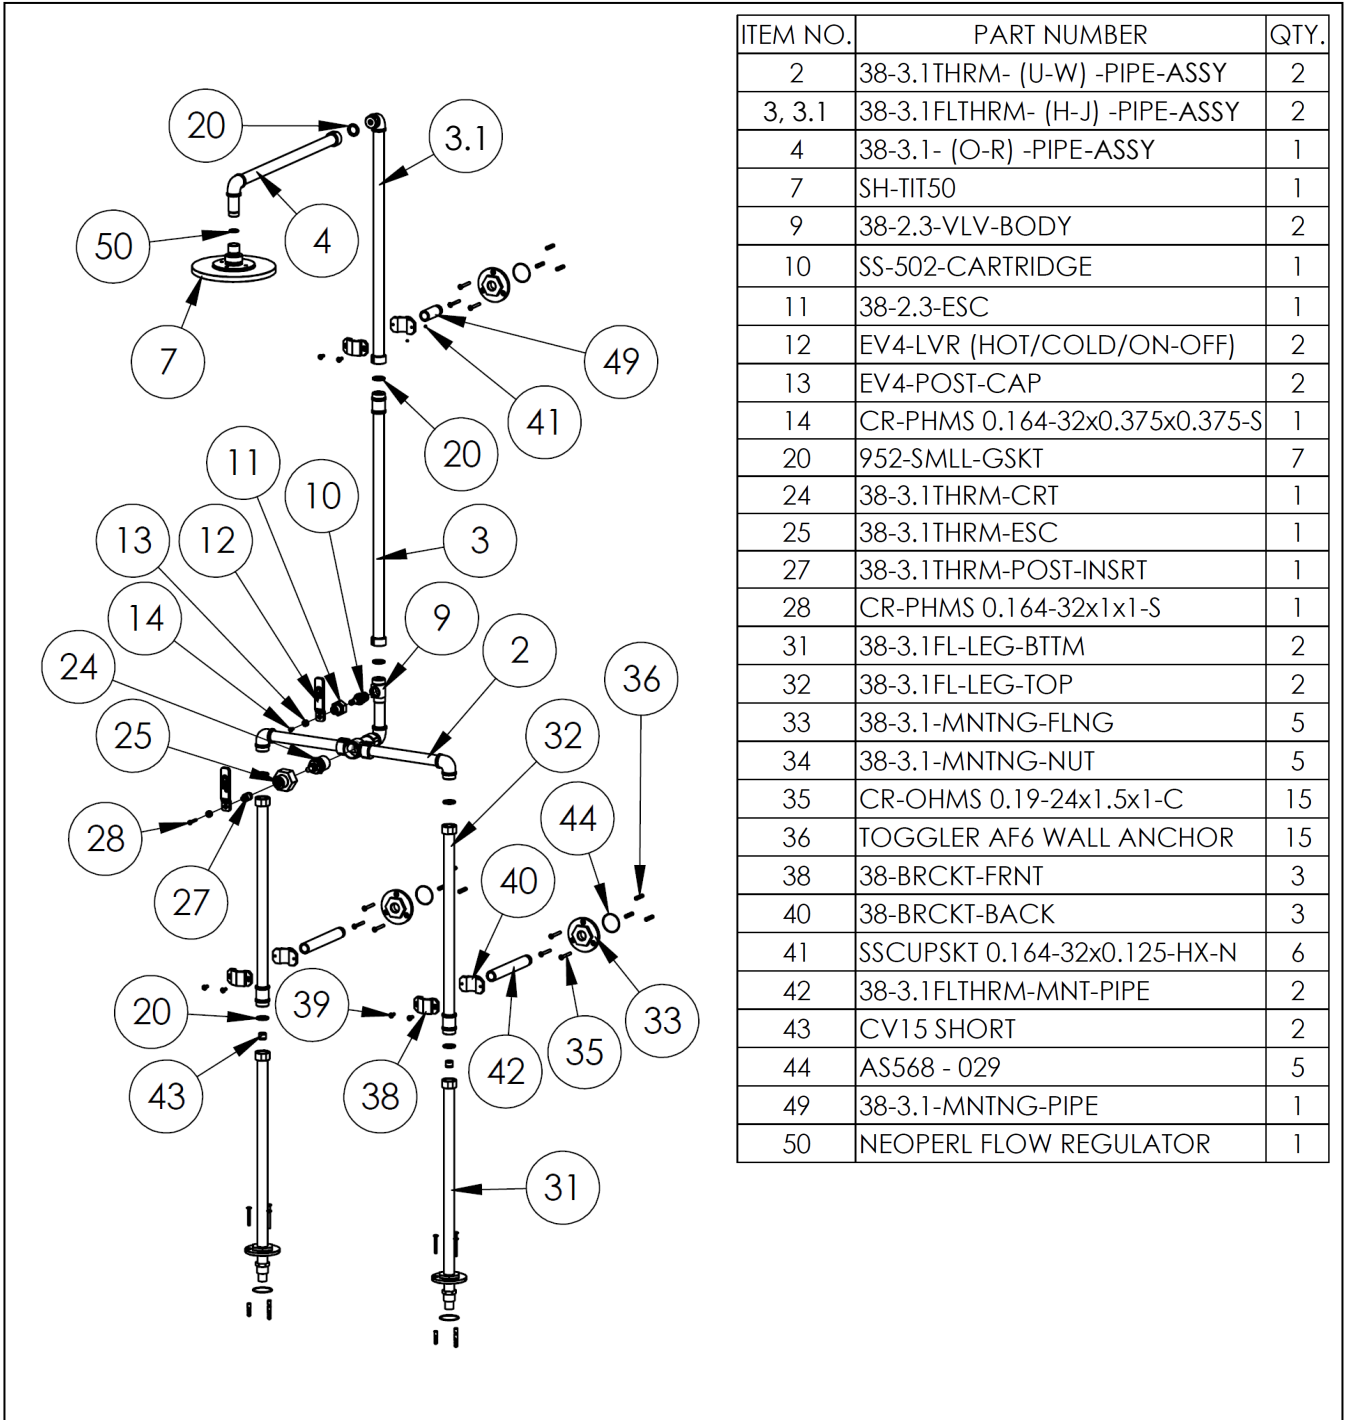 ITEM NO. PART NUMBER QTY.
2 38-3.1THRM- (U-W) -PIPE-ASSY 2
3, 3.1 38-3.1FLTHRM- (H-J) -PIPE-ASSY 2
4 38-3.1- (O-R) -PIPE-ASSY 1
7 SH-TIT50 1
9 38-2.3-VLV-BODY 2
10 SS-502-CARTRIDGE 1
11 38-2.3-ESC 1
12 EV4-LVR (HOT/COLD/ON-OFF) 2
13 EV4-POST-CAP 2
14 CR-PHMS 0.164-32x0.375x0.375-S 1
20 952-SMLL-GSKT 7
24 38-3.1THRM-CRT 1
25 38-3.1THRM-ESC 1
27 38-3.1THRM-POST-INSRT 1
28 CR-PHMS 0.164-32x1x1-S 1
31 38-3.1FL-LEG-BTTM 2
32 38-3.1FL-LEG-TOP 2
33 38-3.1-MNTNG-FLNG 5
34 38-3.1-MNTNG-NUT 5
35 CR-OHMS 0.19-24x1.5x1-C 15
36 TOGGLER AF6 WALL ANCHOR 15
38 38-BRCKT-FRNT 3
40 38-BRCKT-BACK 3
41 SSCUPSKT 0.164-32x0.125-HX-N 6
42 38-3.1FLTHRM-MNT-PIPE 2
43 CV15 SHORT 2
44 AS568 - 029 5
49 38-3.1-MNTNG-PIPE 1
50 NEOPERL FLOW REGULATOR 1
20
3.1
50
4
7
49
41
20
11
10
13
12
3
14
9
24
2
36
25
32
28
44
40
27
20
39
33
35
43
38
42
31